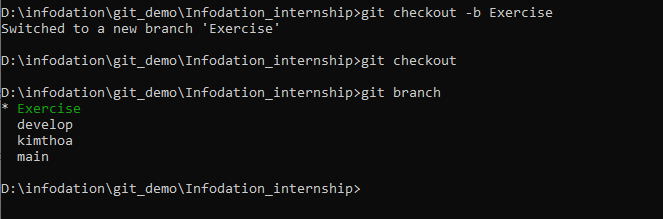 D:\infodation\git_demo\Infodation_internship>git checkout -b Exercise
Switched to a new branch 'Exercise'
D:\infodation\git_demo\Infodation_internship>git checkout
D:\infodation\git_demo\Infodation_internship>git branch
* Exercise
  develop
  kimthoa
  main
D:\infodation\git_demo\Infodation_internship>